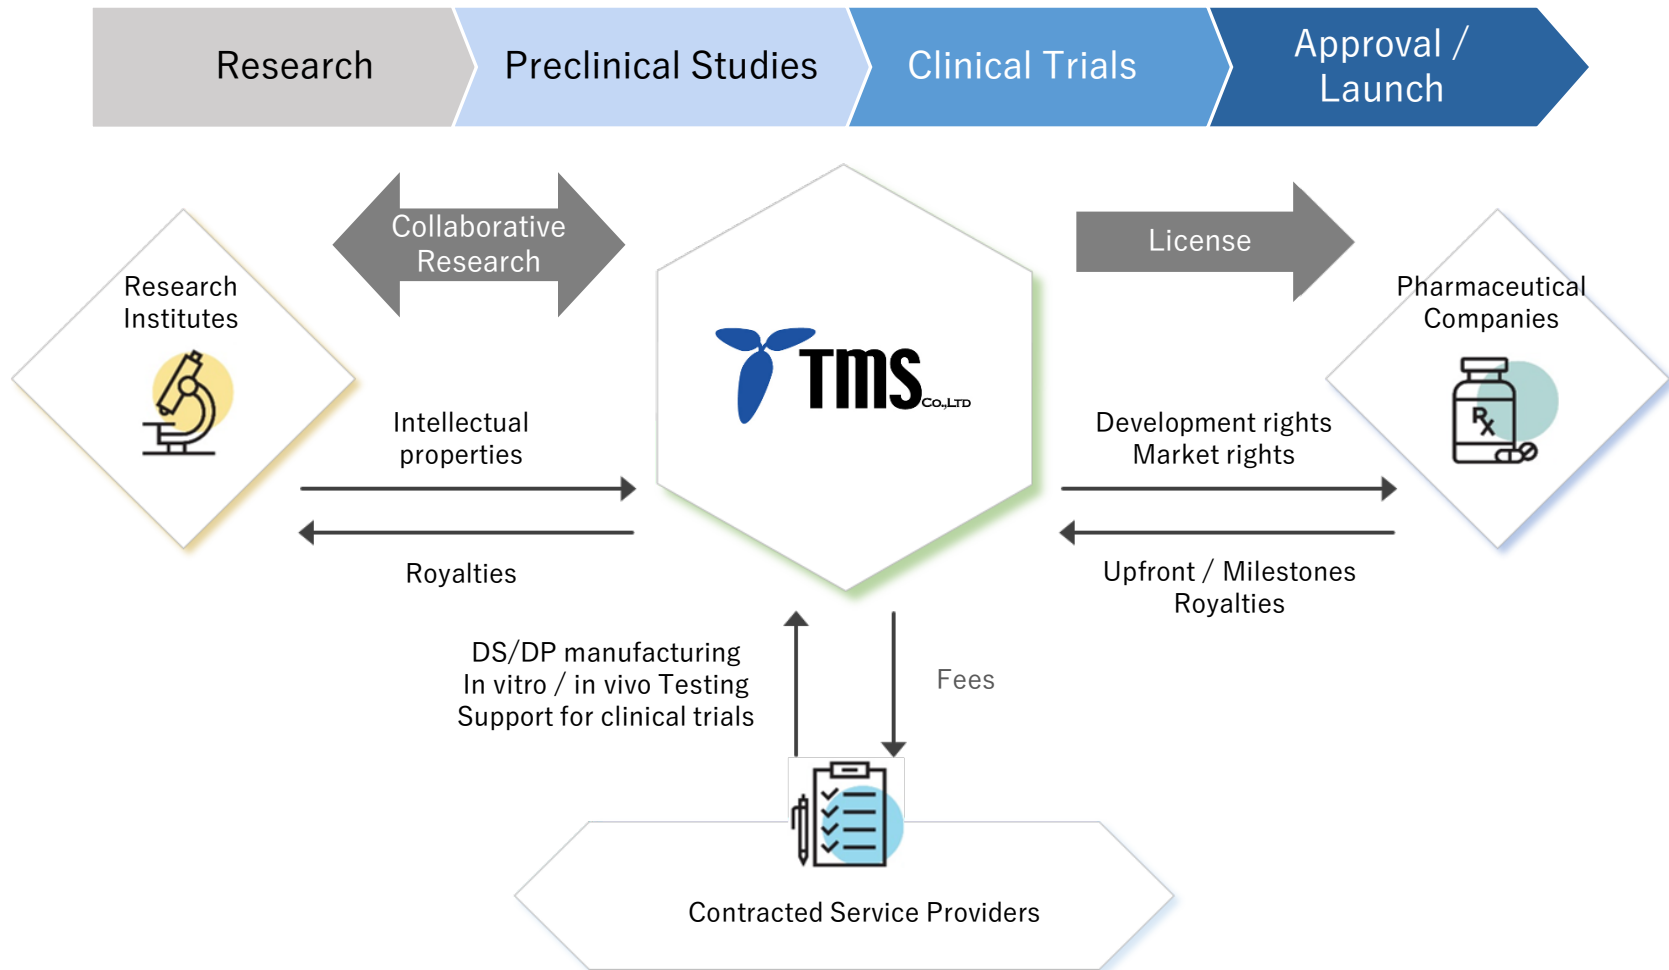 Research
Preclinical Studies
Clinical Trials
Approval /
Launch
Collaborative
Research
License
Research
Institutes
Pharmaceutical
Companies
TMS Co.,LTD
Rx
Intellectual
properties
Development rights
Market rights
Royalties
Upfront / Milestones
Royalties
DS/DP manufacturing
In vitro / in vivo Testing
Support for clinical trials
Fees
Contracted Service Providers